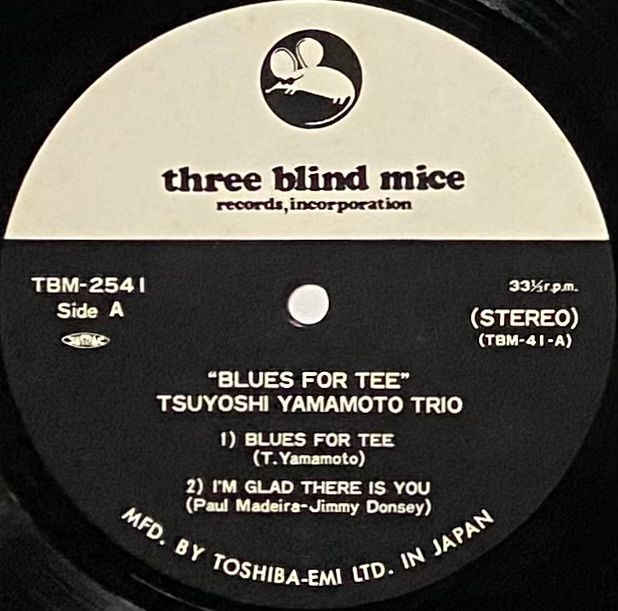 three blind mice
records, incorporation
TBM-2541
Side A
33⅓r.p.m.
(STEREO)
(TBM-41-A)
"BLUES FOR TEE"
TSUYOSHI YAMAMOTO TRIO
1) BLUES FOR TEE
(T.Yamamoto)
2) I'M GLAD THERE IS YOU
(Paul Madeira-Jimmy Donsey)
MFD. BY TOSHIBA-EMI LTD. IN JAPAN